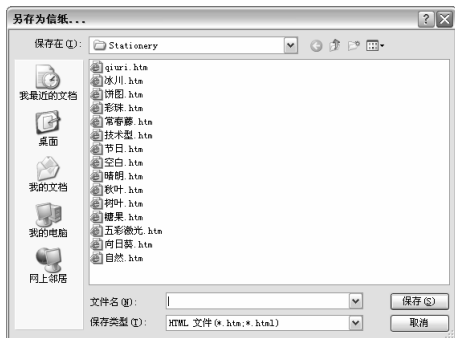 另存为信纸...
保存在(I):
Stationery
我最近的文档
桌面
我的文档
我的电脑
网上邻居
qiuri.htm
冰川.htm
饼图.htm
彩珠.htm
常春藤.htm
技术型.htm
节日.htm
空白.htm
晴朗.htm
秋叶.htm
树叶.htm
糖果.htm
五彩激光.htm
向日葵.htm
自然.htm
文件名(N):
保存(S)
保存类型(T):
HTML 文件(*.htm;*.html)
取消